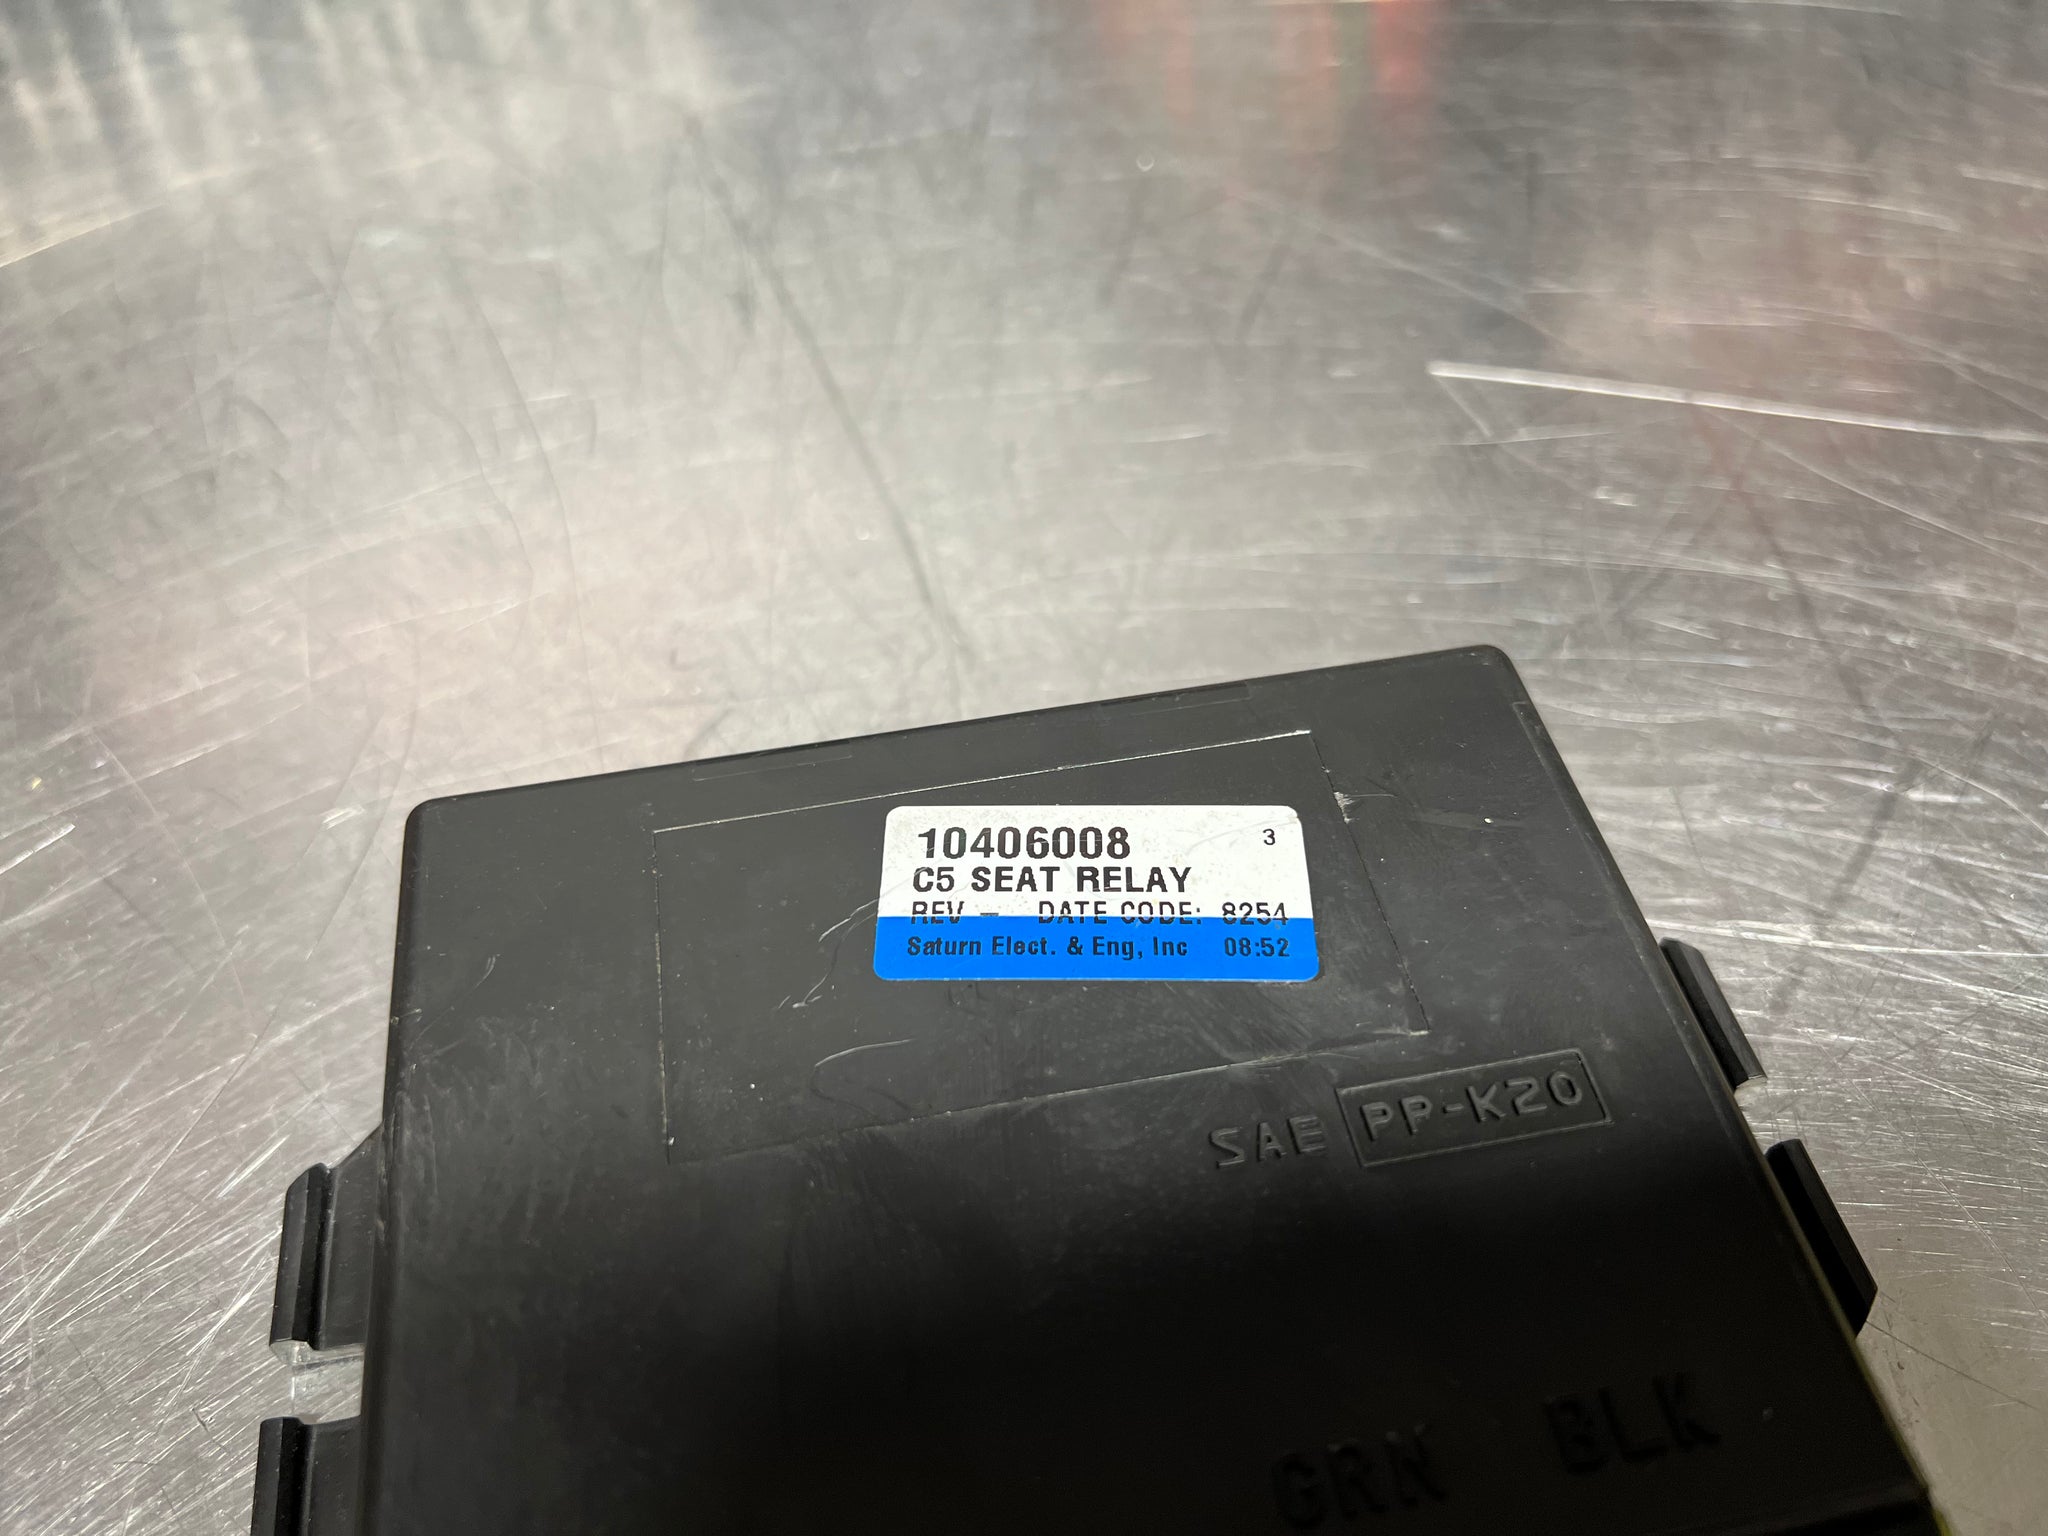 10406008 3
C5 SEAT RELAY
REV - DATE CODE: 8254
Saturn Elect. & Eng, Inc 08:52
SAE PP-K20
GRN BLK